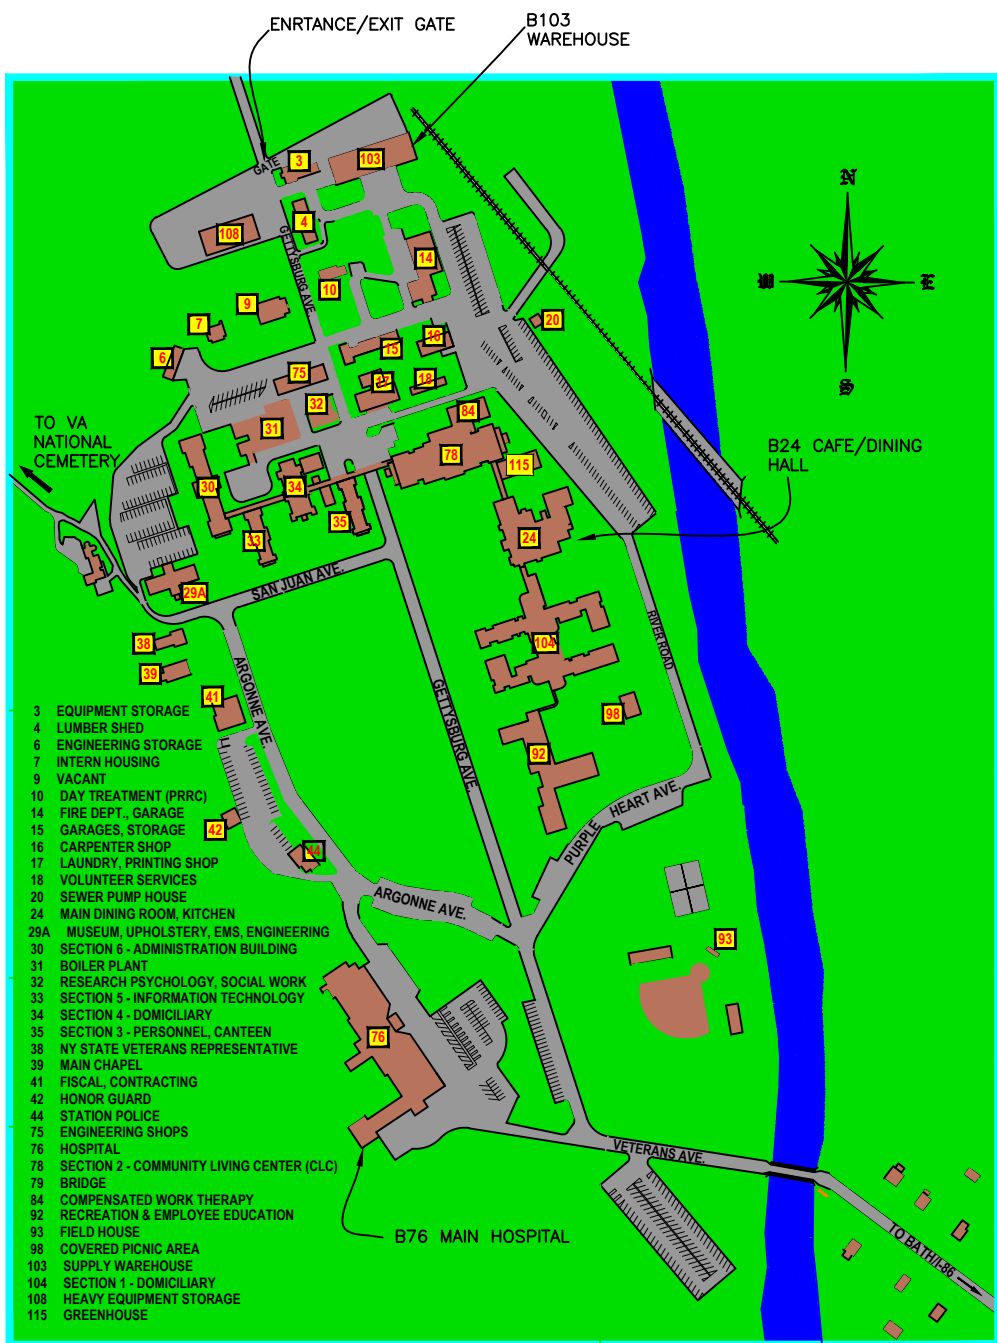 ENRTANCE/EXIT GATE
B103
WAREHOUSE
GATE
3
103
4
108
GETTYSBURG AVE.
14
10
9
7
6
20
16
15
17
18
75
32
31
84
78
115
TO VA
NATIONAL
CEMETERY
B24 CAFE/DINING
HALL
N
W
E
S
30
34
35
33
24
29A
SAN JUAN AVE.
38
39
41
ARGONNE AVE.
GETTYSBURG AVE.
RIVER ROAD
104
98
92
42
44
PURPLE
HEART AVE.
ARGONNE AVE.
93
76
VETERANS AVE.
B76 MAIN HOSPITAL
TO BATH/I-86
3 EQUIPMENT STORAGE
4 LUMBER SHED
6 ENGINEERING STORAGE
7 INTERN HOUSING
9 VACANT
10 DAY TREATMENT (PRRC)
14 FIRE DEPT., GARAGE
15 GARAGES, STORAGE
16 CARPENTER SHOP
17 LAUNDRY, PRINTING SHOP
18 VOLUNTEER SERVICES
20 SEWER PUMP HOUSE
24 MAIN DINING ROOM, KITCHEN
29A MUSEUM, UPHOLSTERY, EMS, ENGINEERING
30 SECTION 6 - ADMINISTRATION BUILDING
31 BOILER PLANT
32 RESEARCH PSYCHOLOGY, SOCIAL WORK
33 SECTION 5 - INFORMATION TECHNOLOGY
34 SECTION 4 - DOMICILIARY
35 SECTION 3 - PERSONNEL, CANTEEN
38 NY STATE VETERANS REPRESENTATIVE
39 MAIN CHAPEL
41 FISCAL, CONTRACTING
42 HONOR GUARD
44 STATION POLICE
75 ENGINEERING SHOPS
76 HOSPITAL
78 SECTION 2 - COMMUNITY LIVING CENTER (CLC)
79 BRIDGE
84 COMPENSATED WORK THERAPY
92 RECREATION & EMPLOYEE EDUCATION
93 FIELD HOUSE
98 COVERED PICNIC AREA
103 SUPPLY WAREHOUSE
104 SECTION 1 - DOMICILIARY
108 HEAVY EQUIPMENT STORAGE
115 GREENHOUSE